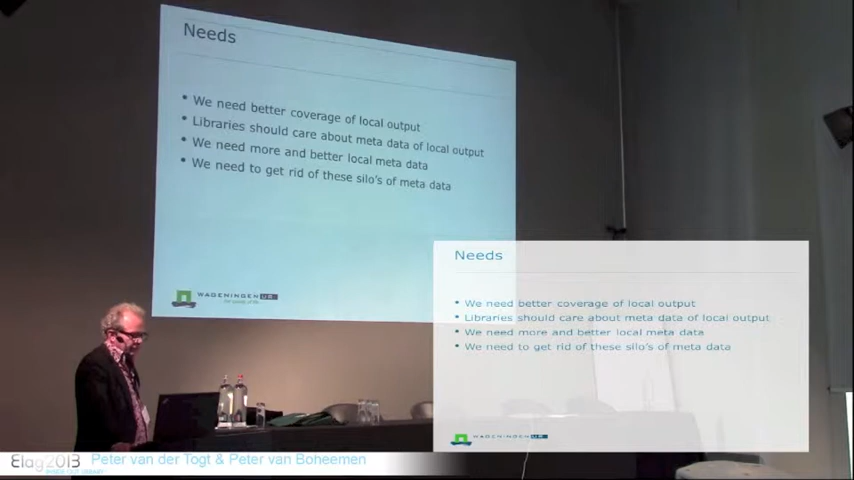 Needs
• We need better coverage of local output
• Libraries should care about meta data of local output
• We need more and better local meta data
• We need to get rid of these silo's of meta data
WAGENINGEN UR
Needs
• We need better coverage of local output
• Libraries should care about meta data of local output
• We need more and better local meta data
• We need to get rid of these silo's of meta data
WAGENINGEN UR
Elag2013 Peter van der Togt & Peter van Boheemen
INSIDE OUT LIBRARY